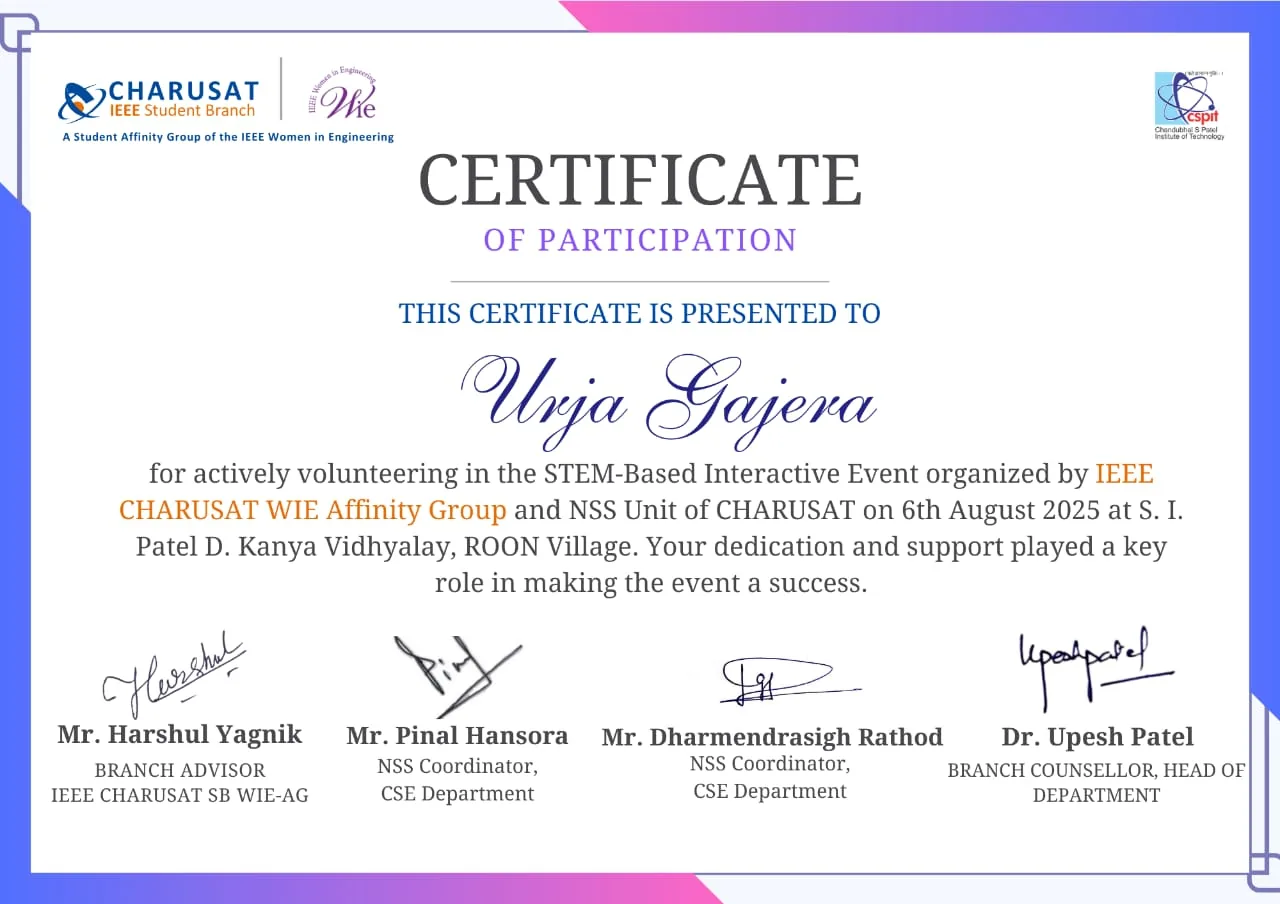 CHARUSAT
IEEE Student Branch
IEEE Women in Engineering
Wie
A Student Affinity Group of the IEEE Women in Engineering
cspit
Chandubhai S Patel
Institute of Technology
CERTIFICATE
OF PARTICIPATION
THIS CERTIFICATE IS PRESENTED TO
Urja Gajera
for actively volunteering in the STEM-Based Interactive Event organized by IEEE
CHARUSAT WIE Affinity Group and NSS Unit of CHARUSAT on 6th August 2025 at S. I.
Patel D. Kanya Vidhyalay, ROON Village. Your dedication and support played a key
role in making the event a success.
Harshul
Pinal
Upeshpatel
Mr. Harshul Yagnik
BRANCH ADVISOR
IEEE CHARUSAT SB WIE-AG
Mr. Pinal Hansora
NSS Coordinator,
CSE Department
Mr. Dharmendrasigh Rathod
NSS Coordinator,
CSE Department
Dr. Upesh Patel
BRANCH COUNSELLOR, HEAD OF
DEPARTMENT